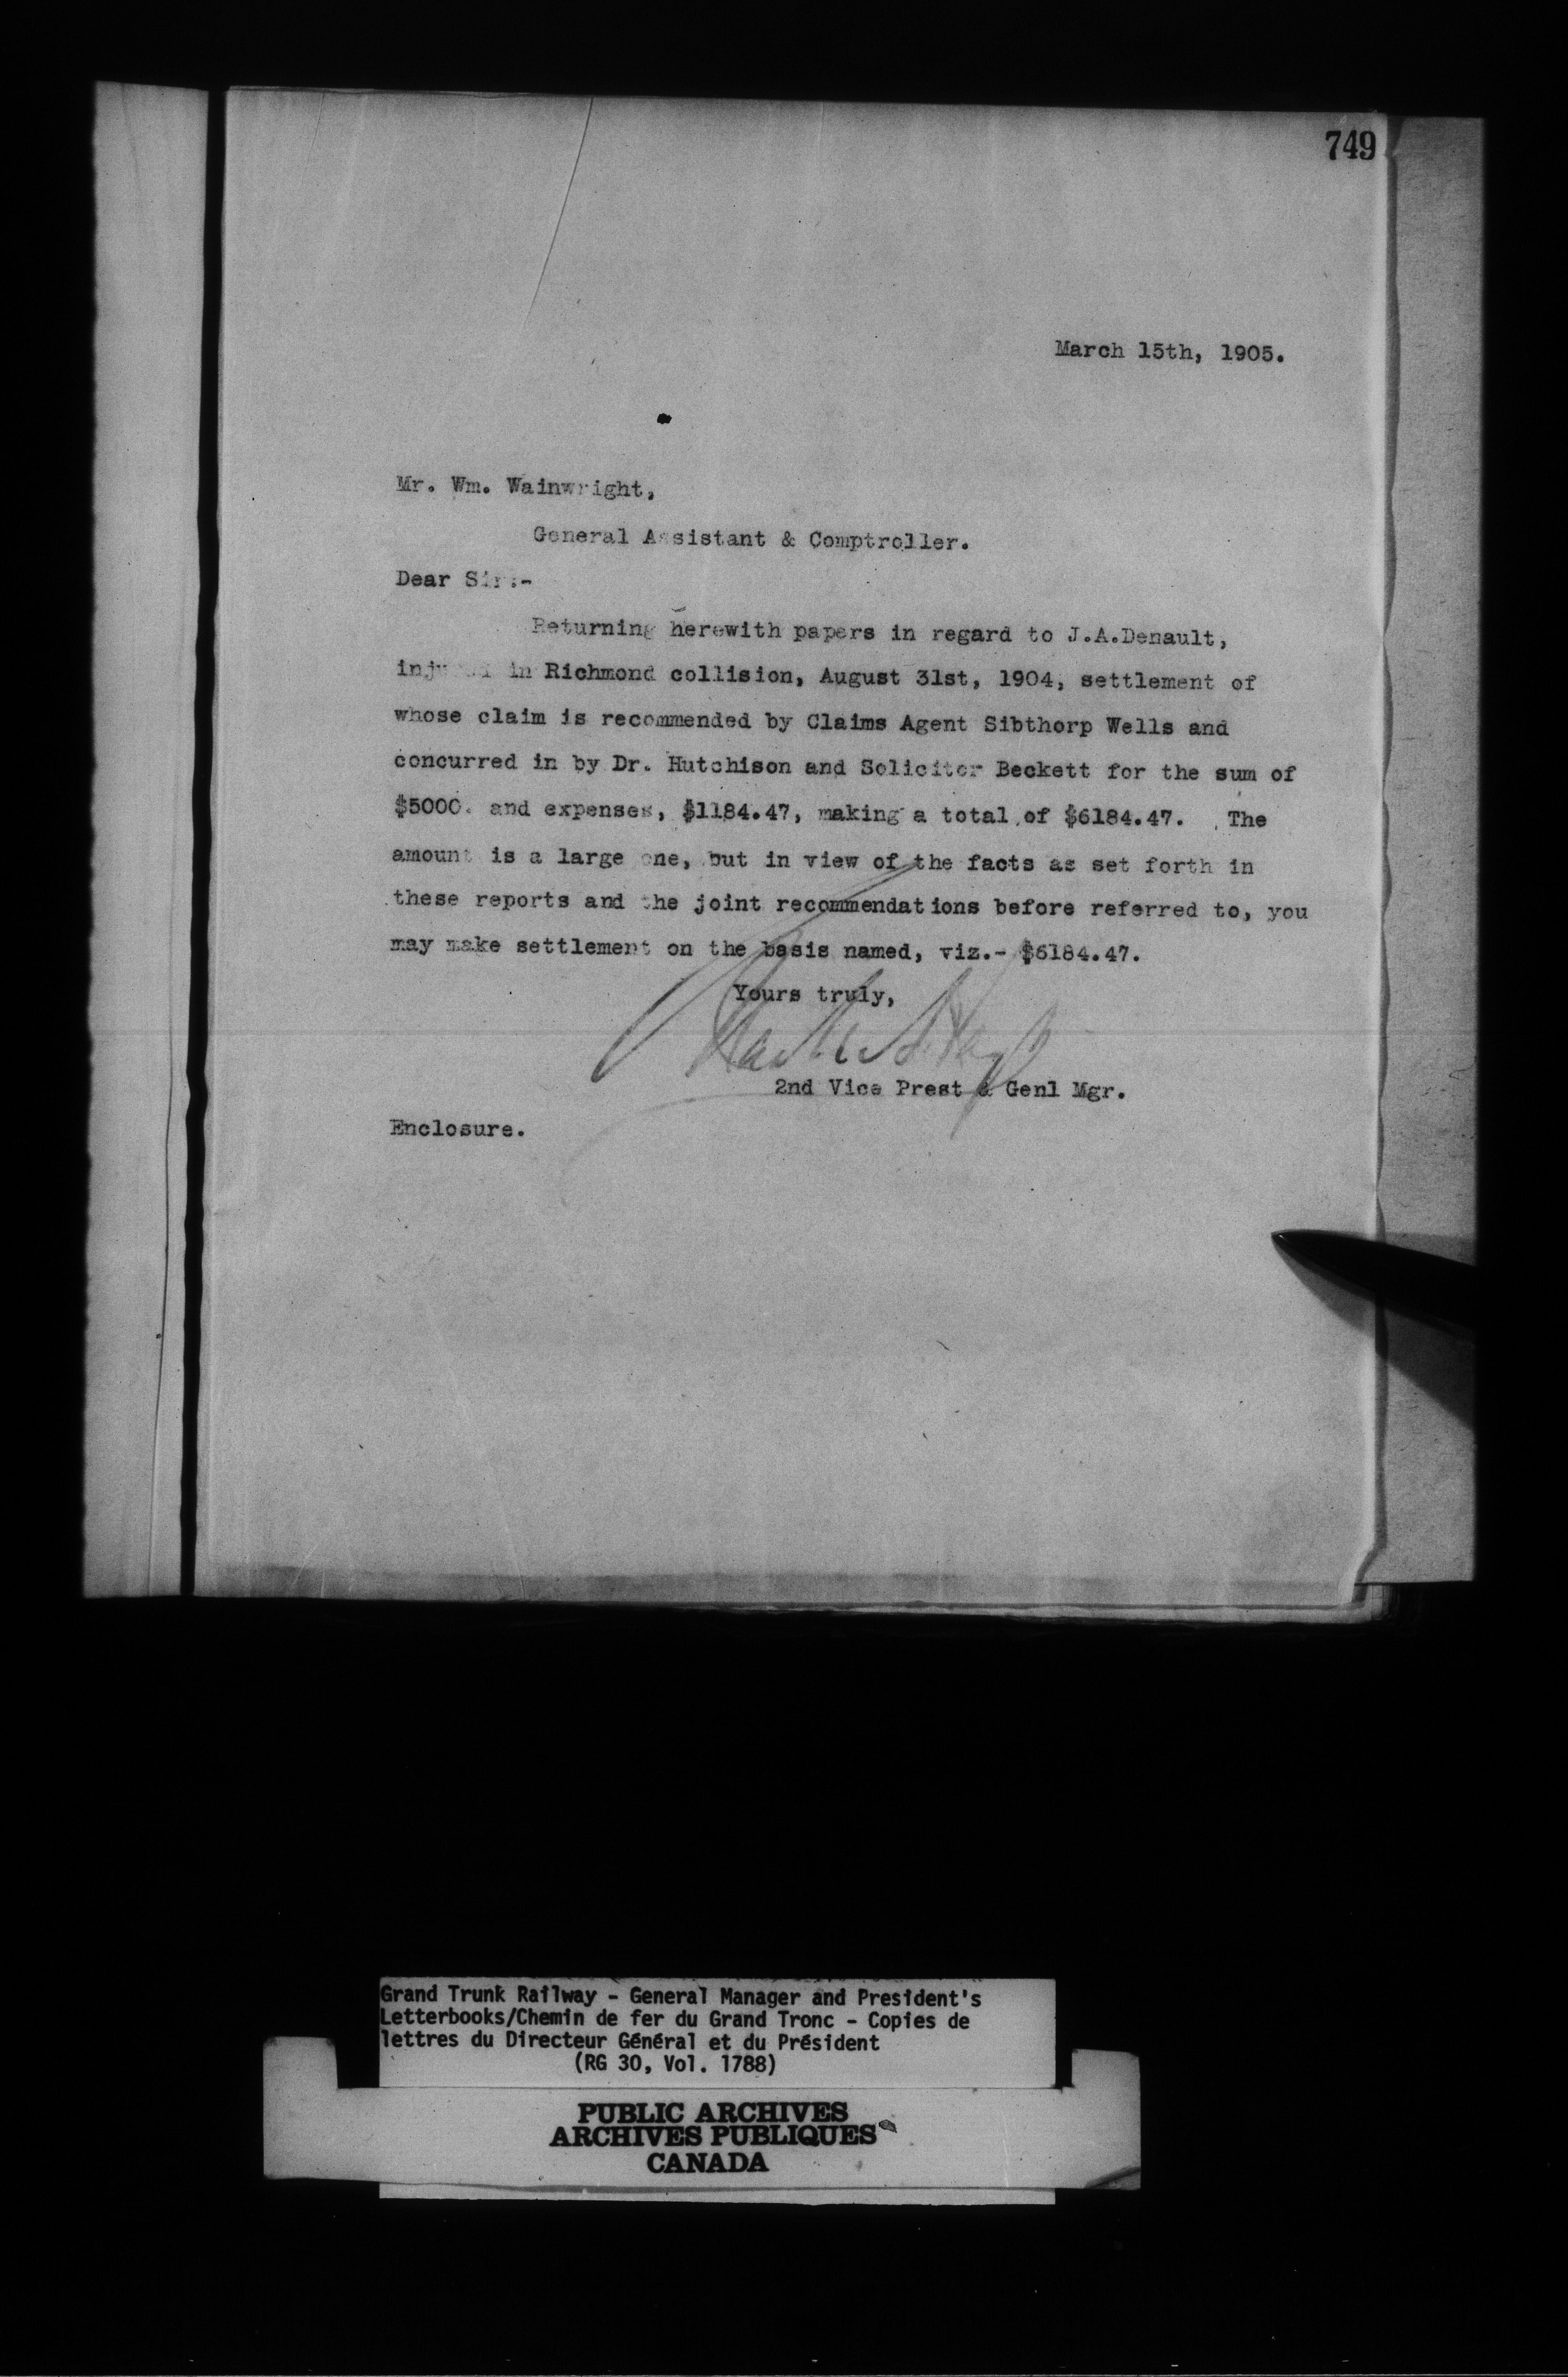 749
March 15th, 1905.
Mr. Wm. Wainwright,
General Assistant & Comptroller.
Dear Sir:-
Returning herewith papers in regard to J.A.Denault,
injured in Richmond collision, August 31st, 1904, settlement of
whose claim is recommended by Claims Agent Sibthorp Wells and
concurred in by Dr. Hutchison and Solicitor Beckett for the sum of
$5000. and expenses, $1184.47, making a total of $6184.47. The
amount is a large one, but in view of the facts as set forth in
these reports and the joint recommendations before referred to, you
may make settlement on the basis named, viz.- $6184.47.
Yours truly,
2nd Vice Prest & Genl Mgr.
Enclosure.
Grand Trunk Railway - General Manager and President's
Letterbooks/Chemin de fer du Grand Tronc - Copies de
lettres du Directeur Général et du Président
(RG 30, Vol. 1788)
PUBLIC ARCHIVES
ARCHIVES PUBLIQUES
CANADA